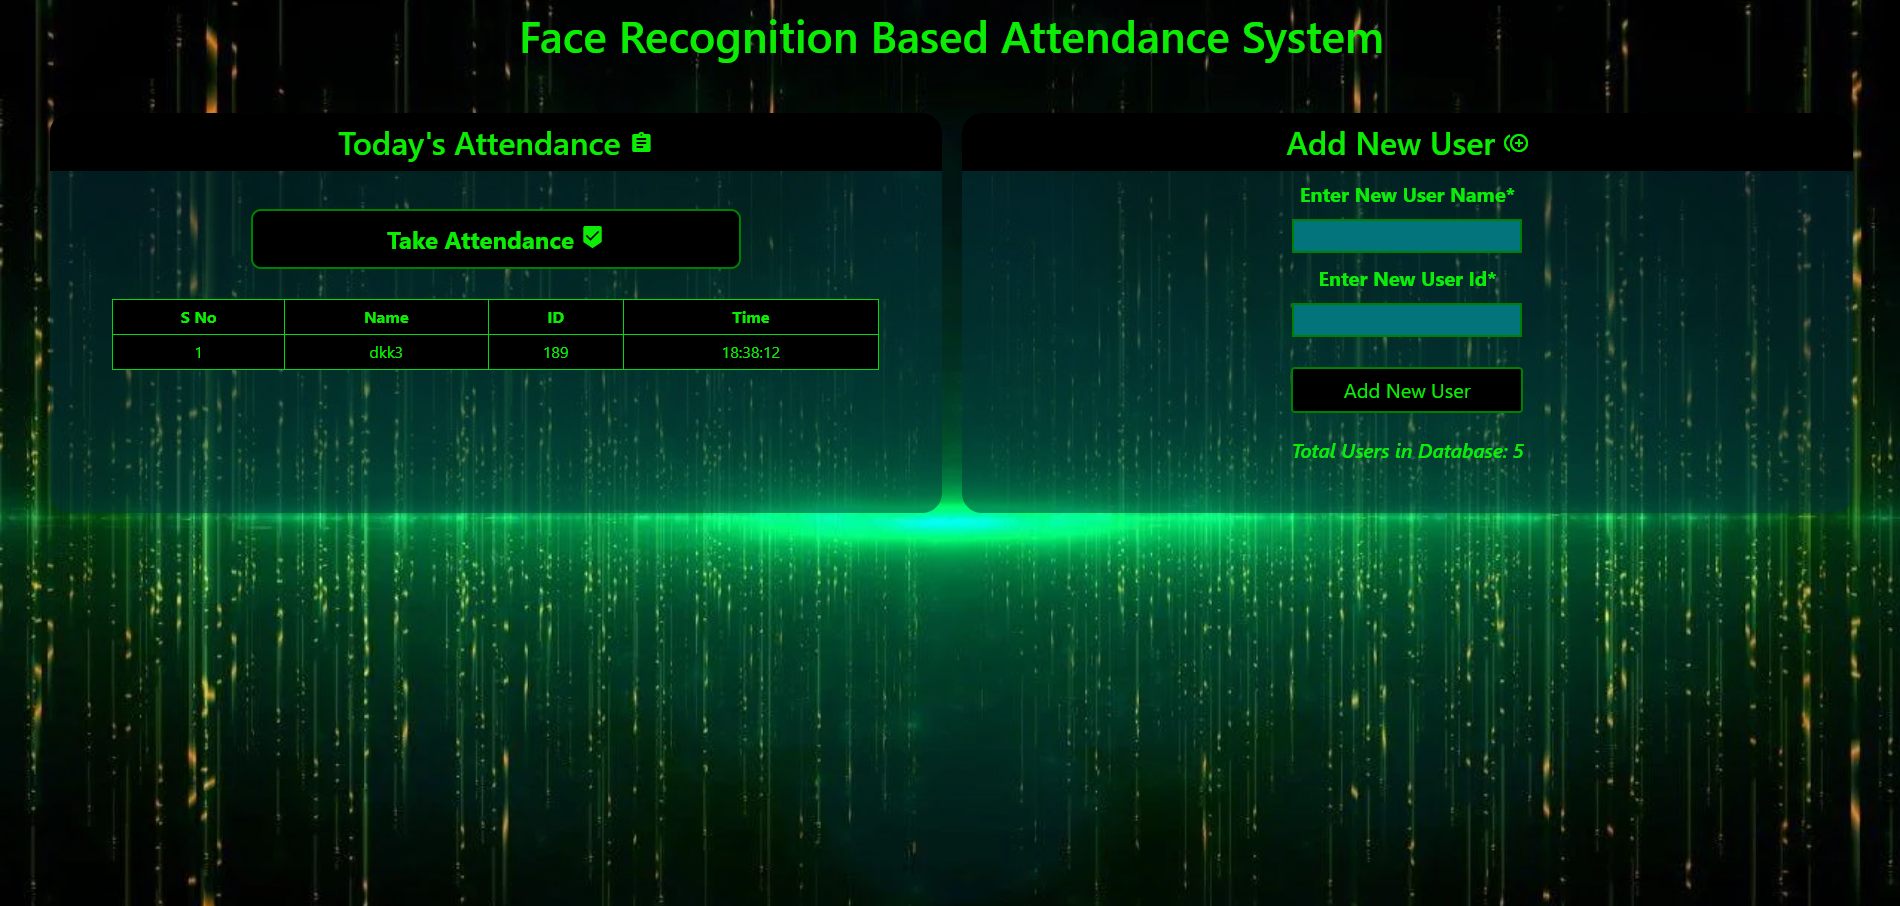 Face Recognition Based Attendance System
Today's Attendance
Take Attendance
S No Name ID Time
1 dkk3 189 18:38:12
Add New User
Enter New User Name*
Enter New User Id*
Add New User
Total Users in Database: 5